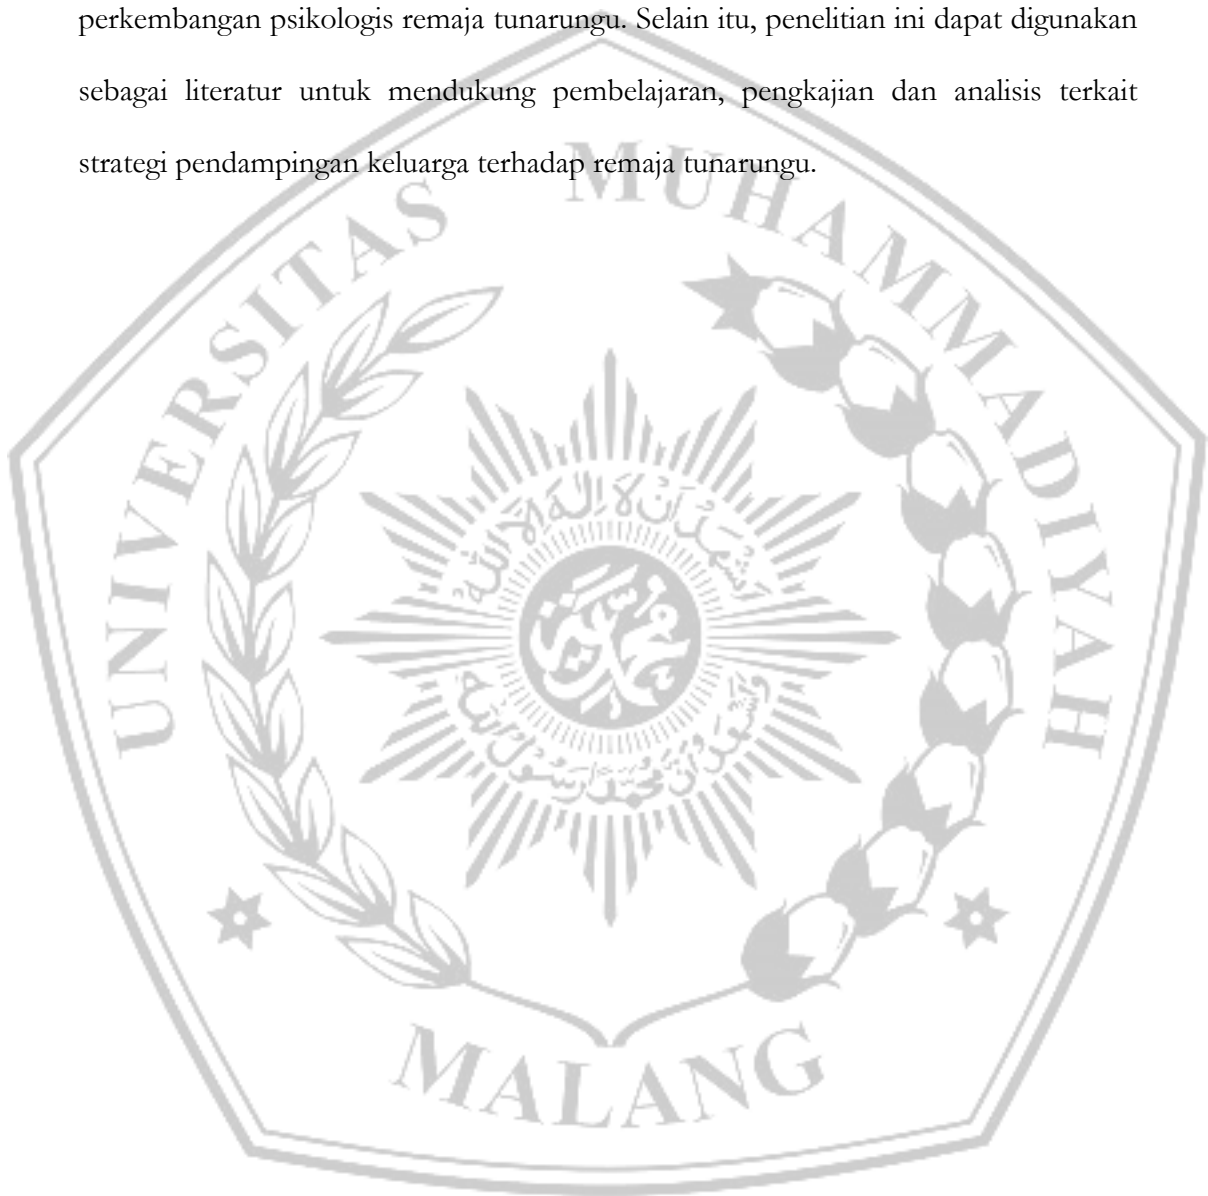 perkembangan psikologis remaja tunarungu. Selain itu, penelitian ini dapat digunakan
sebagai literatur untuk mendukung pembelajaran, pengkajian dan analisis terkait
strategi pendampingan keluarga terhadap remaja tunarungu.
UNIVERSITAS MUHAMMADIYAH
MALANG